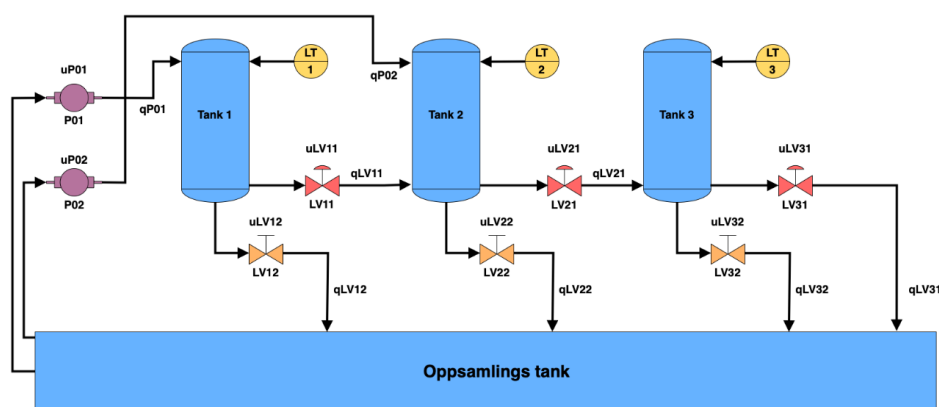 LT
1
LT
2
LT
3
uP01
P01
qP01
qP02
uP02
P02
Tank 1
Tank 2
Tank 3
uLV11
qLV11
LV11
uLV21
qLV21
LV21
uLV31
LV31
uLV12
LV12
qLV12
uLV22
LV22
qLV22
uLV32
LV32
qLV32
qLV31
Oppsamlings tank